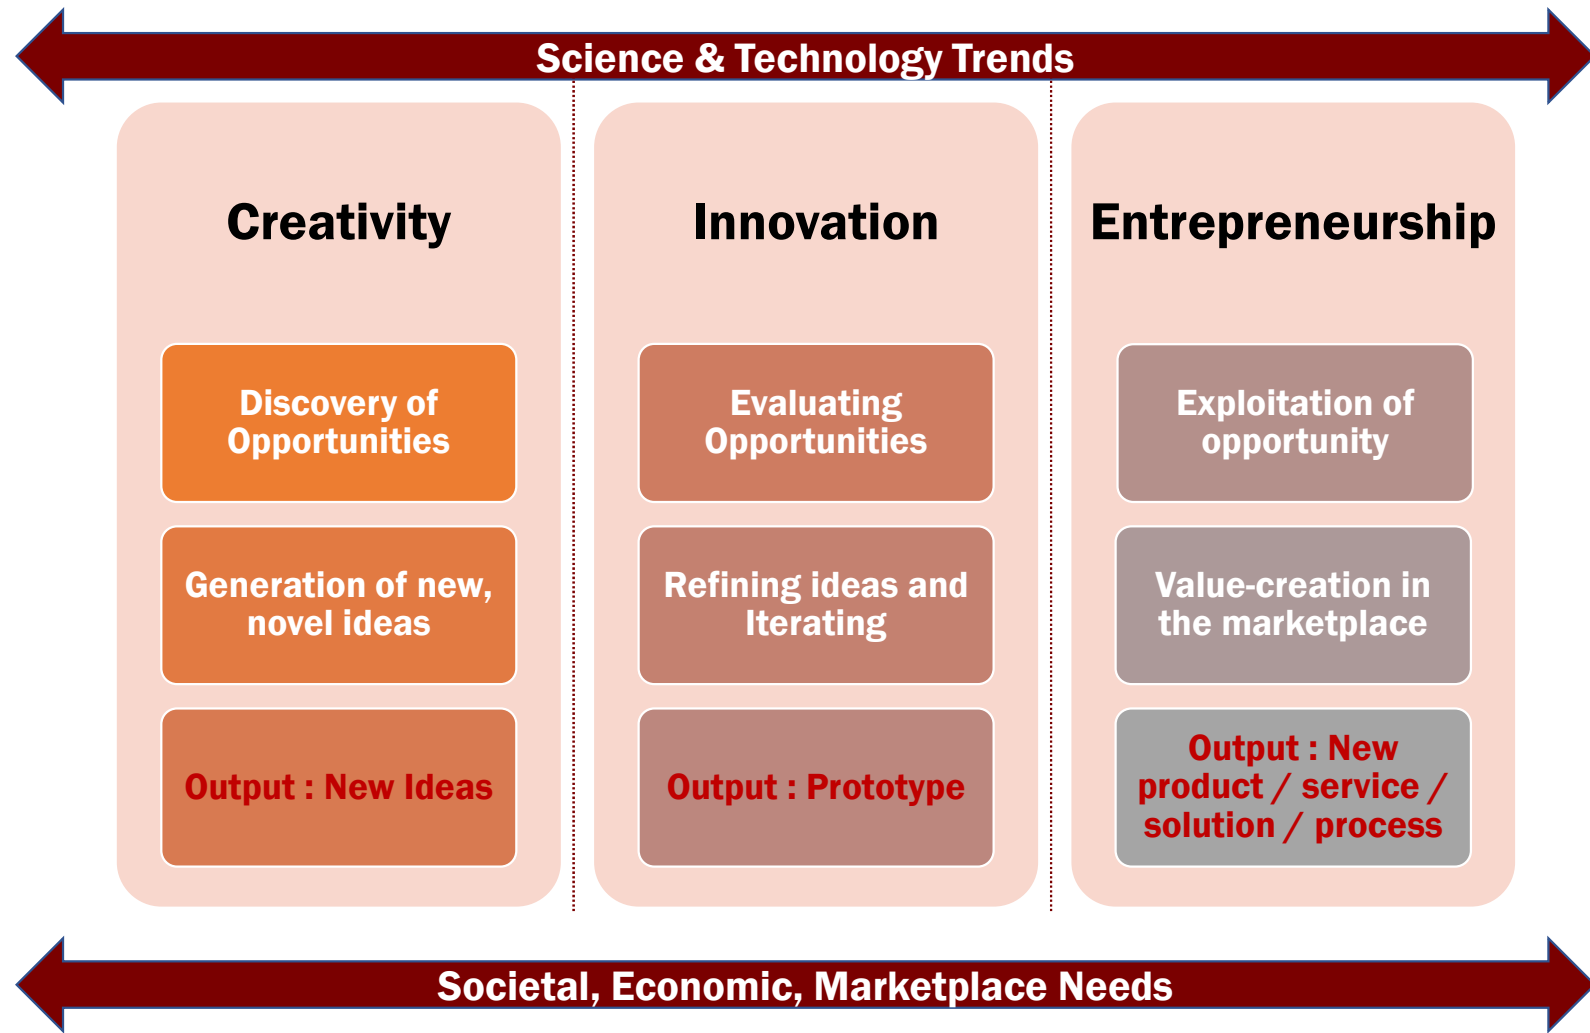 Science & Technology Trends
Creativity
Discovery of
Opportunities
Generation of new,
novel ideas
Output : New Ideas
Innovation
Evaluating
Opportunities
Refining ideas and
Iterating
Output : Prototype
Entrepreneurship
Exploitation of
opportunity
Value-creation in
the marketplace
Output : New
product / service /
solution / process
Societal, Economic, Marketplace Needs